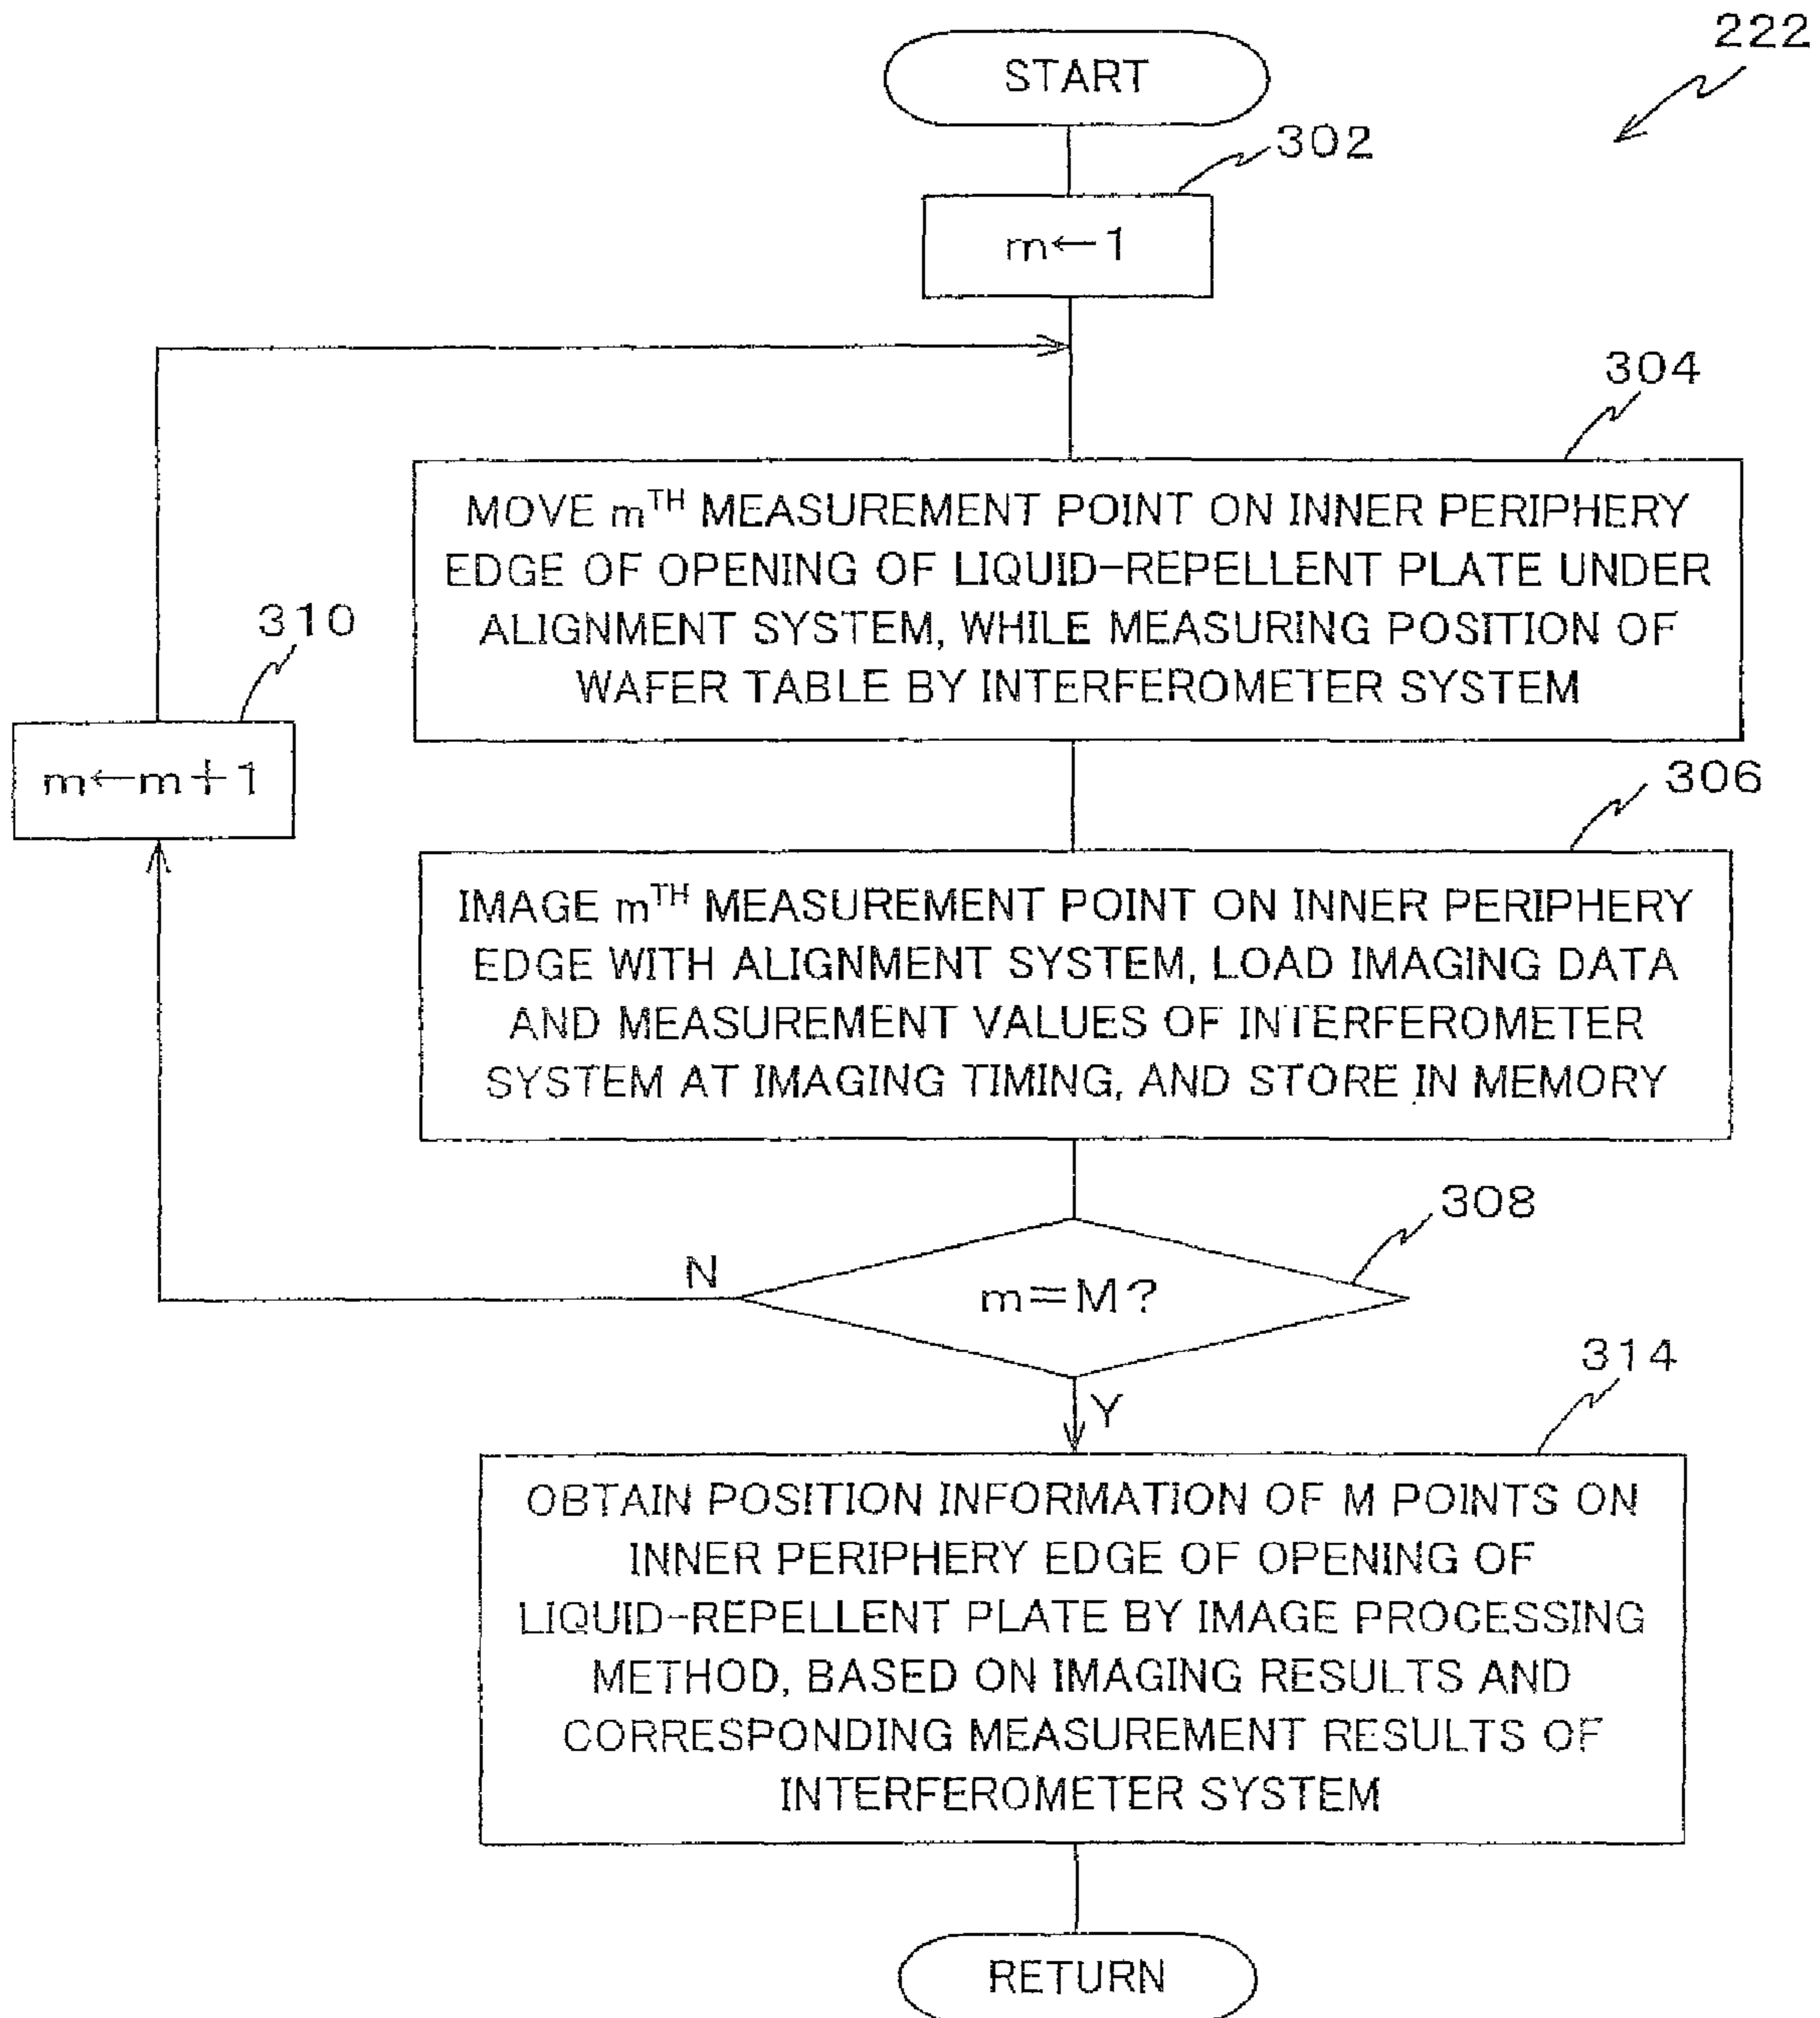 222
START
302
m←1
304
MOVE mTH MEASUREMENT POINT ON INNER PERIPHERY
EDGE OF OPENING OF LIQUID-REPELLENT PLATE UNDER
ALIGNMENT SYSTEM, WHILE MEASURING POSITION OF
WAFER TABLE BY INTERFEROMETER SYSTEM
310
m←m+1
306
IMAGE mTH MEASUREMENT POINT ON INNER PERIPHERY
EDGE WITH ALIGNMENT SYSTEM, LOAD IMAGING DATA
AND MEASUREMENT VALUES OF INTERFEROMETER
SYSTEM AT IMAGING TIMING, AND STORE IN MEMORY
308
N
m=M?
Y
314
OBTAIN POSITION INFORMATION OF M POINTS ON
INNER PERIPHERY EDGE OF OPENING OF
LIQUID-REPELLENT PLATE BY IMAGE PROCESSING
METHOD, BASED ON IMAGING RESULTS AND
CORRESPONDING MEASUREMENT RESULTS OF
INTERFEROMETER SYSTEM
RETURN